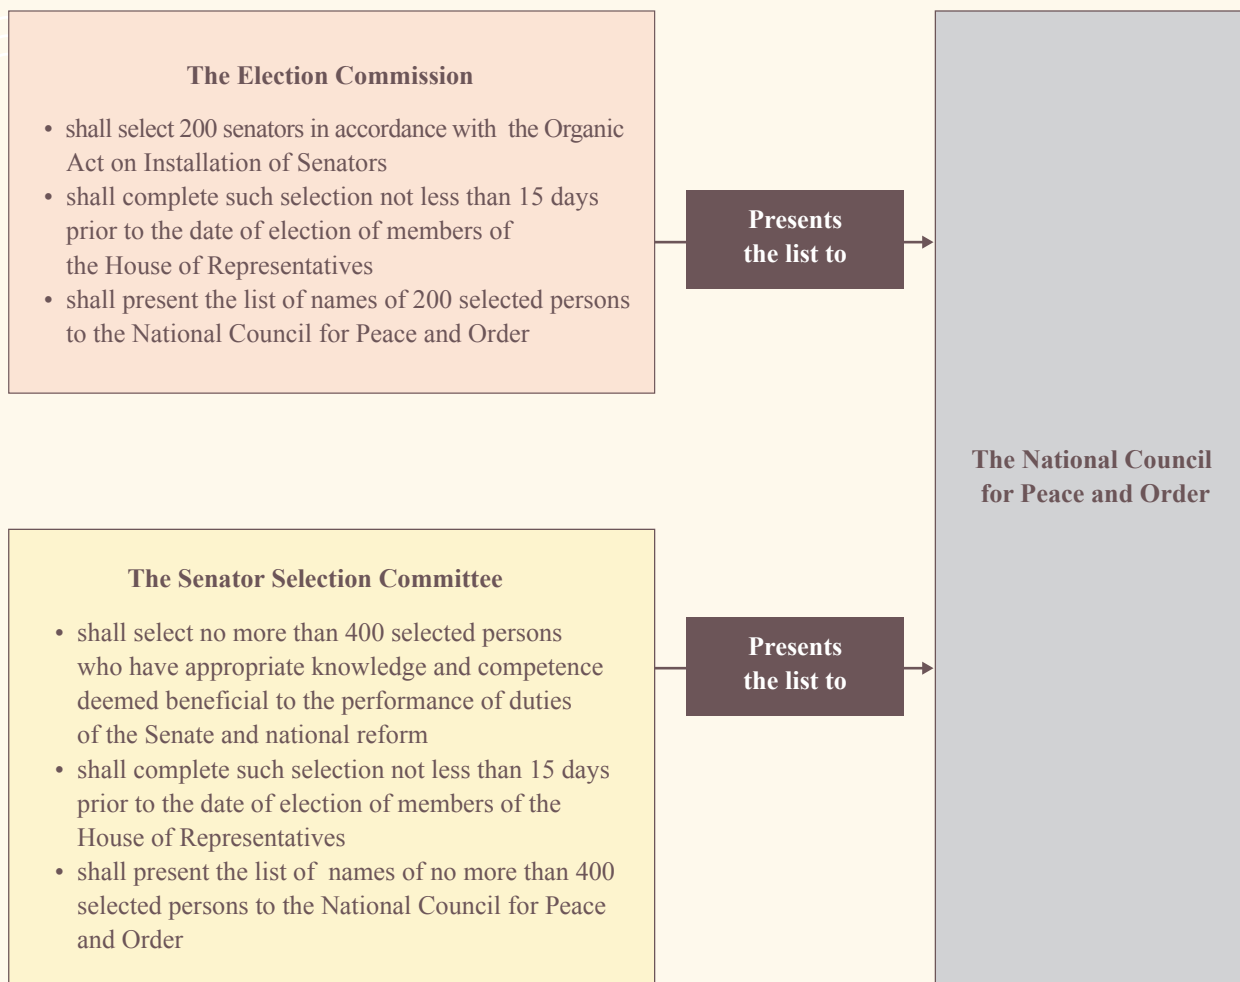 The Election Commission
• shall select 200 senators in accordance with the Organic
Act on Installation of Senators
• shall complete such selection not less than 15 days
prior to the date of election of members of
the House of Representatives
• shall present the list of names of 200 selected persons
to the National Council for Peace and Order
Presents
the list to
The National Council
for Peace and Order
The Senator Selection Committee
• shall select no more than 400 selected persons
who have appropriate knowledge and competence
deemed beneficial to the performance of duties
of the Senate and national reform
• shall complete such selection not less than 15 days
prior to the date of election of members of the
House of Representatives
• shall present the list of names of no more than 400
selected persons to the National Council for Peace
and Order
Presents
the list to